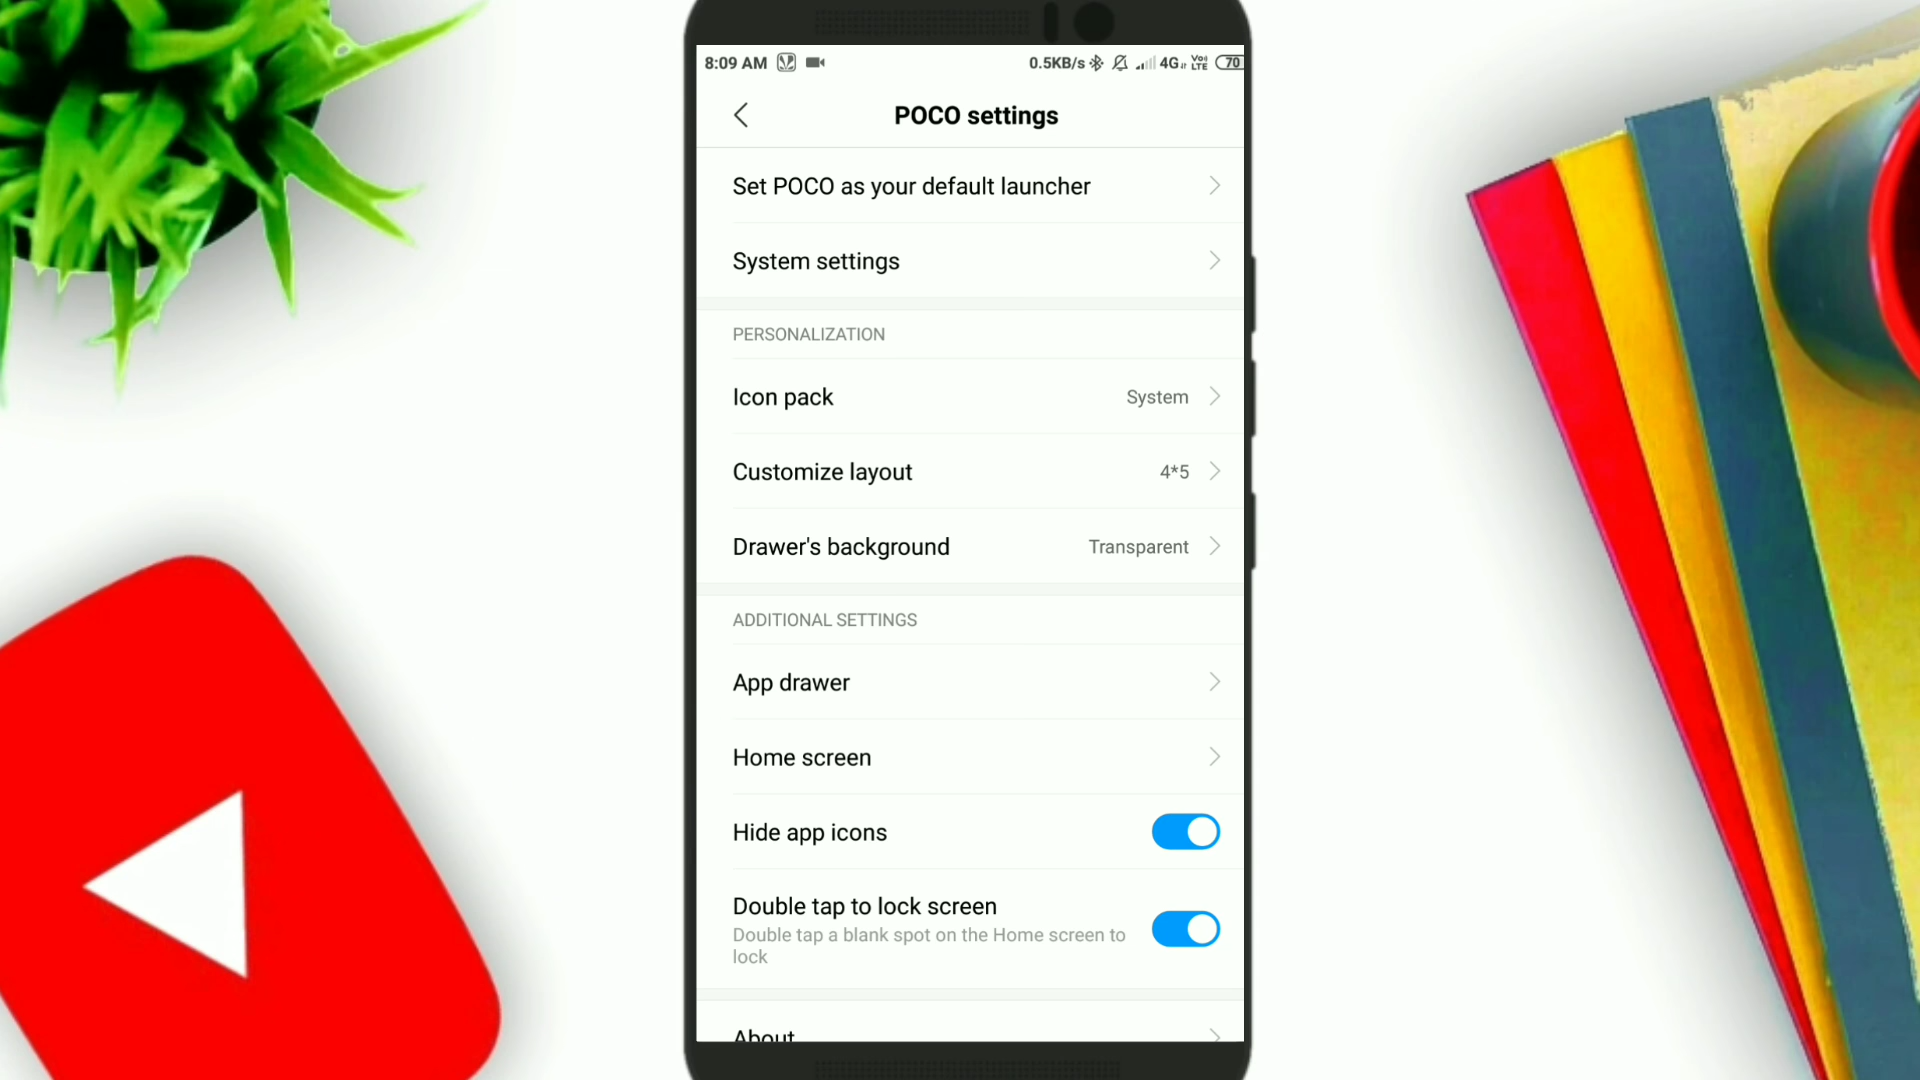 8:09 AM 0.5KB/s 4G Vo) LTE 70
POCO settings
Set POCO as your default launcher
System settings
PERSONALIZATION
Icon pack System
Customize layout 4*5
Drawer's background Transparent
ADDITIONAL SETTINGS
App drawer
Home screen
Hide app icons
Double tap to lock screen
Double tap a blank spot on the Home screen to
lock
About